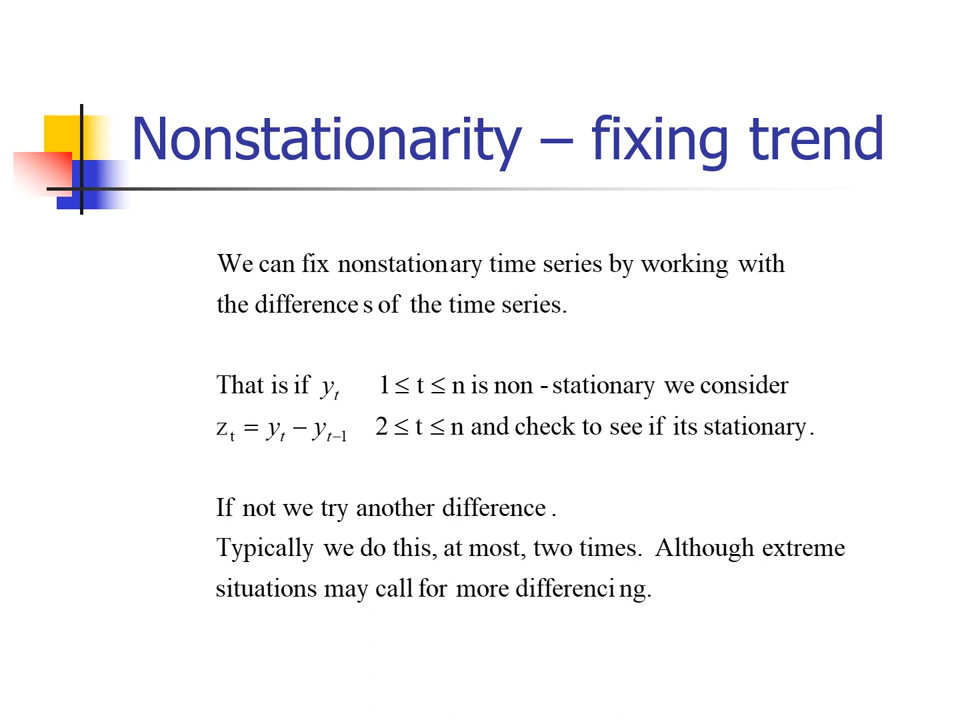 Nonstationarity – fixing trend
We can fix nonstationary time series by working with
the differences of the time series.
That is if yₜ 1 ≤ t ≤ n is non - stationary we consider
zₜ = yₜ − yₜ₋₁ 2 ≤ t ≤ n and check to see if its stationary.
If not we try another difference.
Typically we do this, at most, two times. Although extreme
situations may call for more differencing.